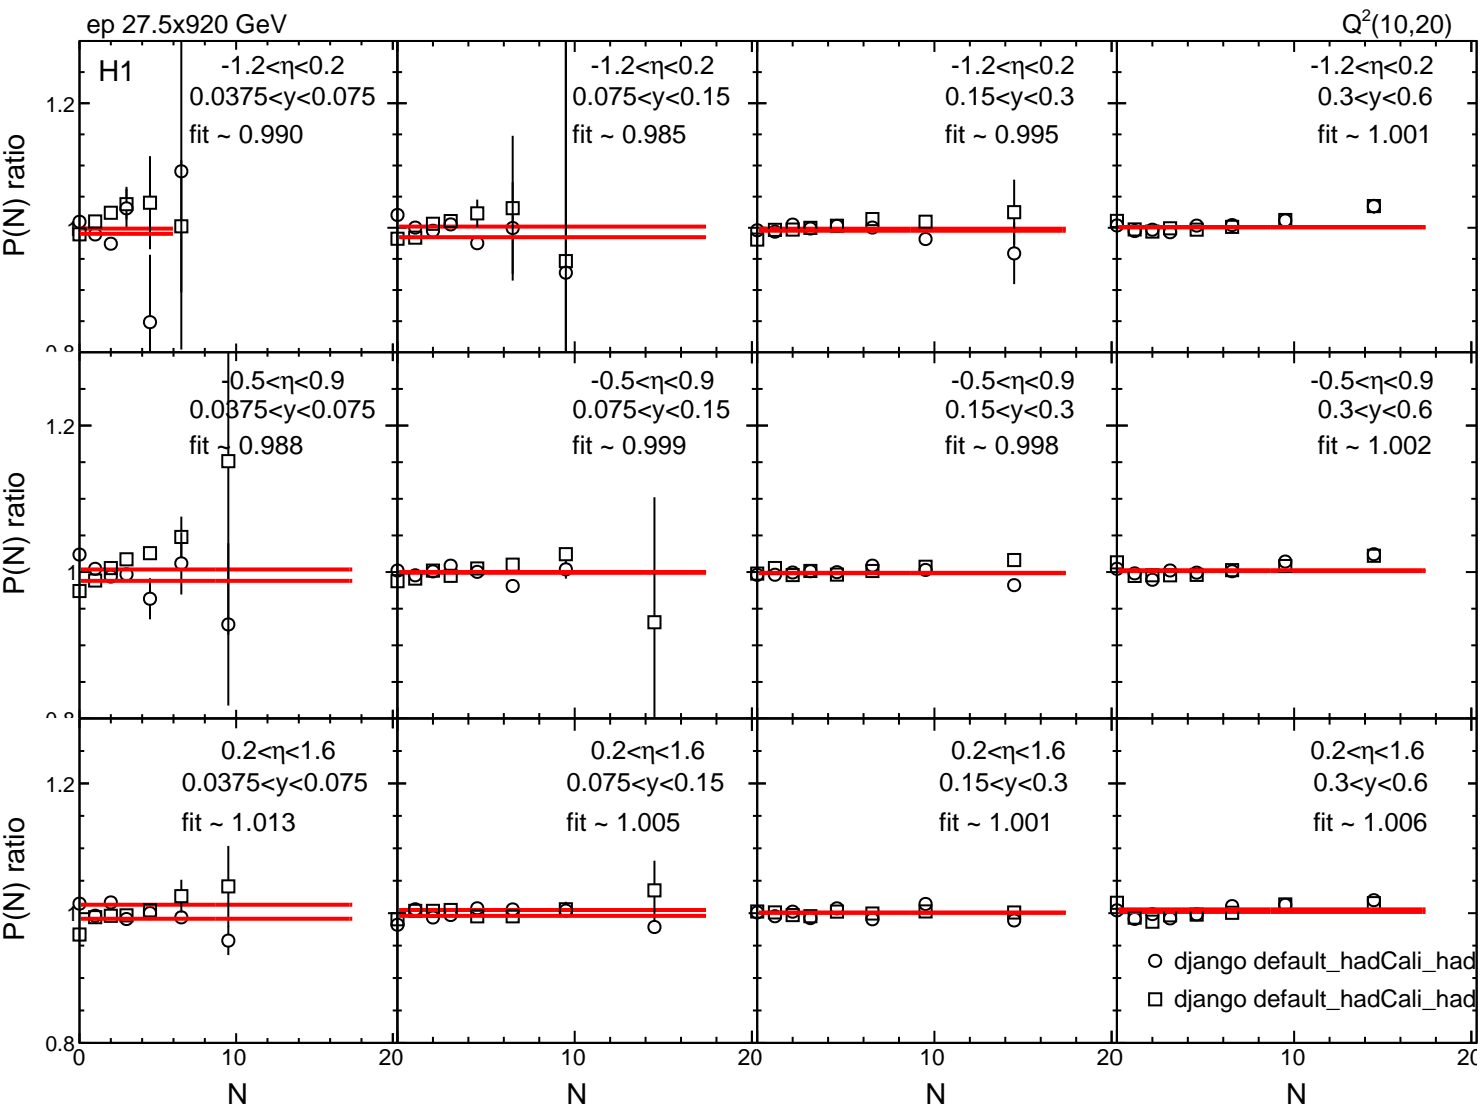 ep 27.5x920 GeV
Q²(10,20)
H1
-1.2<η<0.2
0.0375<y<0.075
fit ~ 0.990
-1.2<η<0.2
0.075<y<0.15
fit ~ 0.985
-1.2<η<0.2
0.15<y<0.3
fit ~ 0.995
-1.2<η<0.2
0.3<y<0.6
fit ~ 1.001
P(N) ratio
1.2
1
0.8
-0.5<η<0.9
0.0375<y<0.075
fit ~ 0.988
-0.5<η<0.9
0.075<y<0.15
fit ~ 0.999
-0.5<η<0.9
0.15<y<0.3
fit ~ 0.998
-0.5<η<0.9
0.3<y<0.6
fit ~ 1.002
P(N) ratio
1.2
1
0.8
0.2<η<1.6
0.0375<y<0.075
fit ~ 1.013
0.2<η<1.6
0.075<y<0.15
fit ~ 1.005
0.2<η<1.6
0.15<y<0.3
fit ~ 1.001
0.2<η<1.6
0.3<y<0.6
fit ~ 1.006
P(N) ratio
1.2
1
0.8
django default_hadCali_had
django default_hadCali_had
0 10 20 10 20 10 20 10 20
N N N N